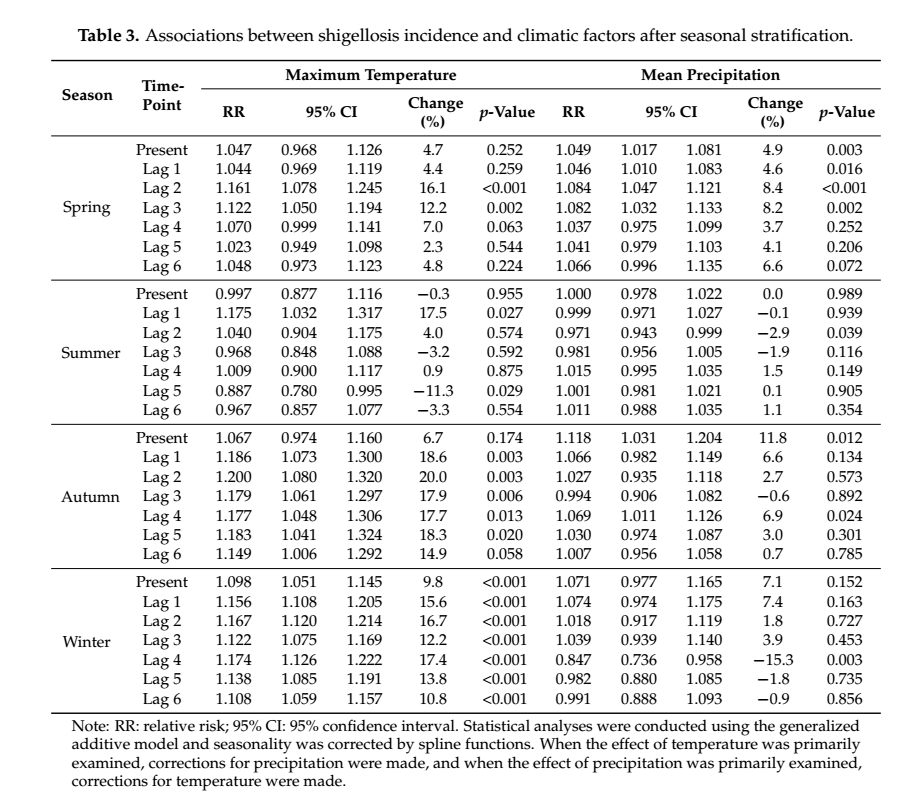 Table 3. Associations between shigellosis incidence and climatic factors after seasonal stratification.
Season Time-Point Maximum Temperature Mean Precipitation
RR 95% CI Change (%) p-Value RR 95% CI Change (%) p-Value
Spring
Present 1.047 0.968 1.126 4.7 0.252 1.049 1.017 1.081 4.9 0.003
Lag 1 1.044 0.969 1.119 4.4 0.259 1.046 1.010 1.083 4.6 0.016
Lag 2 1.161 1.078 1.245 16.1 <0.001 1.084 1.047 1.121 8.4 <0.001
Lag 3 1.122 1.050 1.194 12.2 0.002 1.082 1.032 1.133 8.2 0.002
Lag 4 1.070 0.999 1.141 7.0 0.063 1.037 0.975 1.099 3.7 0.252
Lag 5 1.023 0.949 1.098 2.3 0.544 1.041 0.979 1.103 4.1 0.206
Lag 6 1.048 0.973 1.123 4.8 0.224 1.066 0.996 1.135 6.6 0.072
Summer
Present 0.997 0.877 1.116 −0.3 0.955 1.000 0.978 1.022 0.0 0.989
Lag 1 1.175 1.032 1.317 17.5 0.027 0.999 0.971 1.027 −0.1 0.939
Lag 2 1.040 0.904 1.175 4.0 0.574 0.971 0.943 0.999 −2.9 0.039
Lag 3 0.968 0.848 1.088 −3.2 0.592 0.981 0.956 1.005 −1.9 0.116
Lag 4 1.009 0.900 1.117 0.9 0.875 1.015 0.995 1.035 1.5 0.149
Lag 5 0.887 0.780 0.995 −11.3 0.029 1.001 0.981 1.021 0.1 0.905
Lag 6 0.967 0.857 1.077 −3.3 0.554 1.011 0.988 1.035 1.1 0.354
Autumn
Present 1.067 0.974 1.160 6.7 0.174 1.118 1.031 1.204 11.8 0.012
Lag 1 1.186 1.073 1.300 18.6 0.003 1.066 0.982 1.149 6.6 0.134
Lag 2 1.200 1.080 1.320 20.0 0.003 1.027 0.935 1.118 2.7 0.573
Lag 3 1.179 1.061 1.297 17.9 0.006 0.994 0.906 1.082 −0.6 0.892
Lag 4 1.177 1.048 1.306 17.7 0.013 1.069 1.011 1.126 6.9 0.024
Lag 5 1.183 1.041 1.324 18.3 0.020 1.030 0.974 1.087 3.0 0.301
Lag 6 1.149 1.006 1.292 14.9 0.058 1.007 0.956 1.058 0.7 0.785
Winter
Present 1.098 1.051 1.145 9.8 <0.001 1.071 0.977 1.165 7.1 0.152
Lag 1 1.156 1.108 1.205 15.6 <0.001 1.074 0.974 1.175 7.4 0.163
Lag 2 1.167 1.120 1.214 16.7 <0.001 1.018 0.917 1.119 1.8 0.727
Lag 3 1.122 1.075 1.169 12.2 <0.001 1.039 0.939 1.140 3.9 0.453
Lag 4 1.174 1.126 1.222 17.4 <0.001 0.847 0.736 0.958 −15.3 0.003
Lag 5 1.138 1.085 1.191 13.8 <0.001 0.982 0.880 1.085 −1.8 0.735
Lag 6 1.108 1.059 1.157 10.8 <0.001 0.991 0.888 1.093 −0.9 0.856
Note: RR: relative risk; 95% CI: 95% confidence interval. Statistical analyses were conducted using the generalized
additive model and seasonality was corrected by spline functions. When the effect of temperature was primarily
examined, corrections for precipitation were made, and when the effect of precipitation was primarily examined,
corrections for temperature were made.